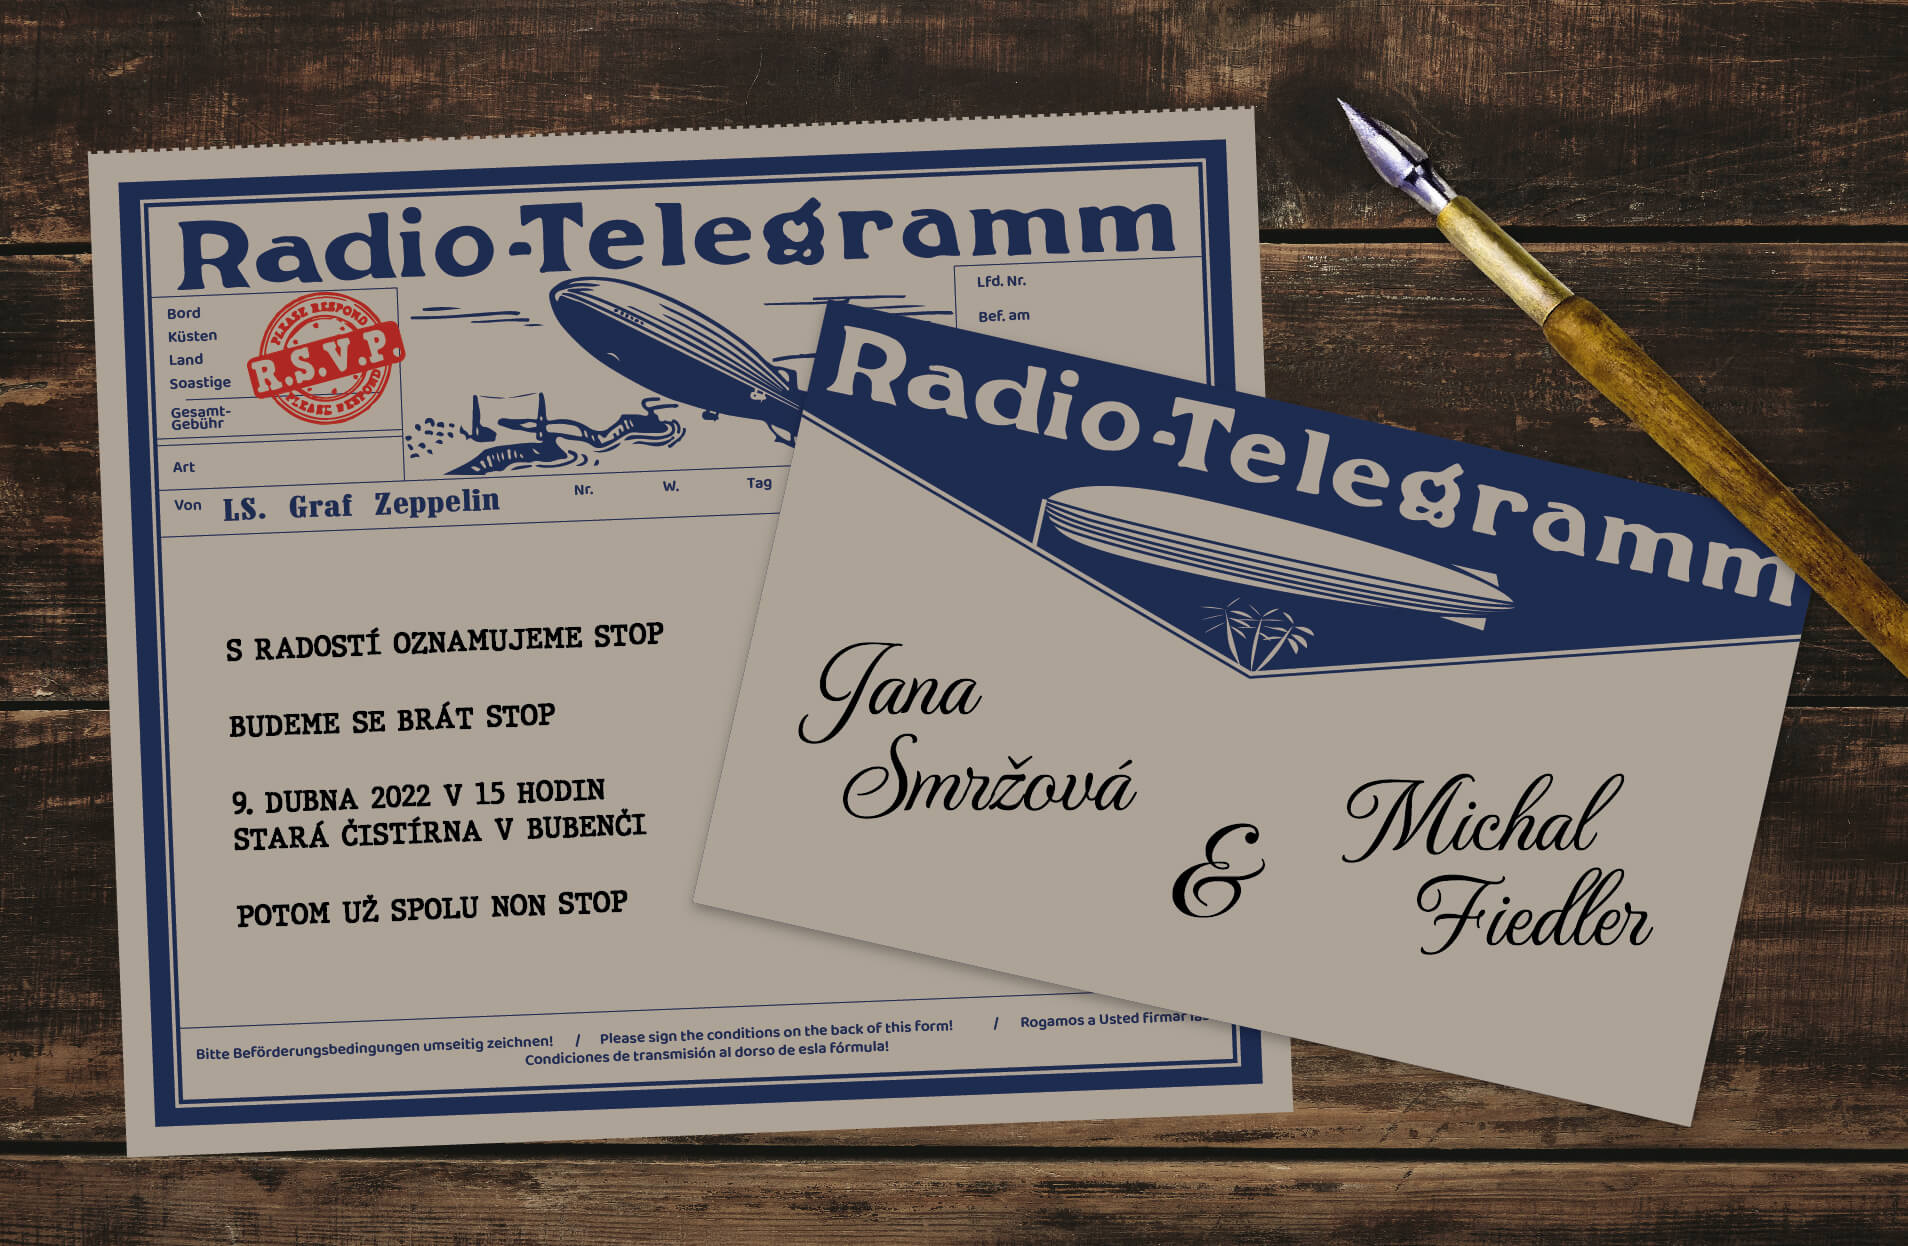 Radio-Telegramm
Bord
Küsten
Land
Soastige
Gesamt-
Gebühr
PLEASE RESPOND
R.S.V.P.
PLEASE RESPOND
Lfd. Nr.
Bef. am
Art
Von LS. Graf Zeppelin Nr. W. Tag
S RADOSTÍ OZNAMUJEME STOP
BUDEME SE BRÁT STOP
9. DUBNA 2022 V 15 HODIN
STARÁ ČISTÍRNA V BUBENČI
POTOM UŽ SPOLU NON STOP
Bitte Beförderungsbedingungen umseitig zeichnen! / Please sign the conditions on the back of this form! / Rogamos a Usted firmar
Condiciones de transmisión al dorso de esla fórmula!
Radio-Telegramm
Jana
Smržová
&
Michal
Fiedler